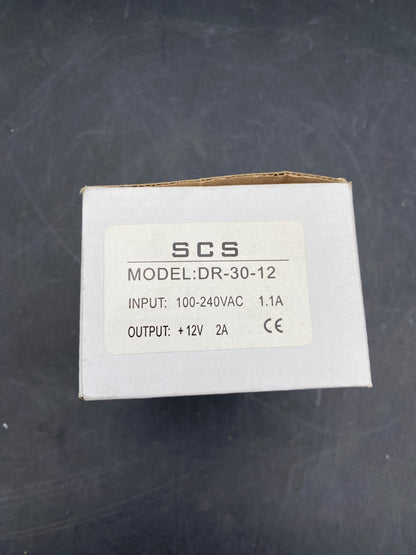 SCS
MODEL:DR-30-12
INPUT: 100-240VAC 1.1A
OUTPUT: +12V 2A CE